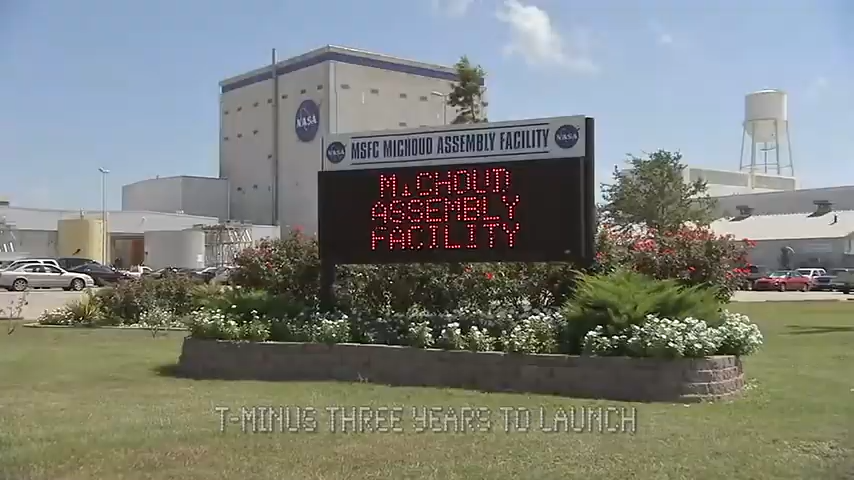 NASA
NASA
MSFC MICHOUD ASSEMBLY FACILITY
NASA
MICHOUD
ASSEMBLY
FACILITY
T-MINUS THREE YEARS TO LAUNCH